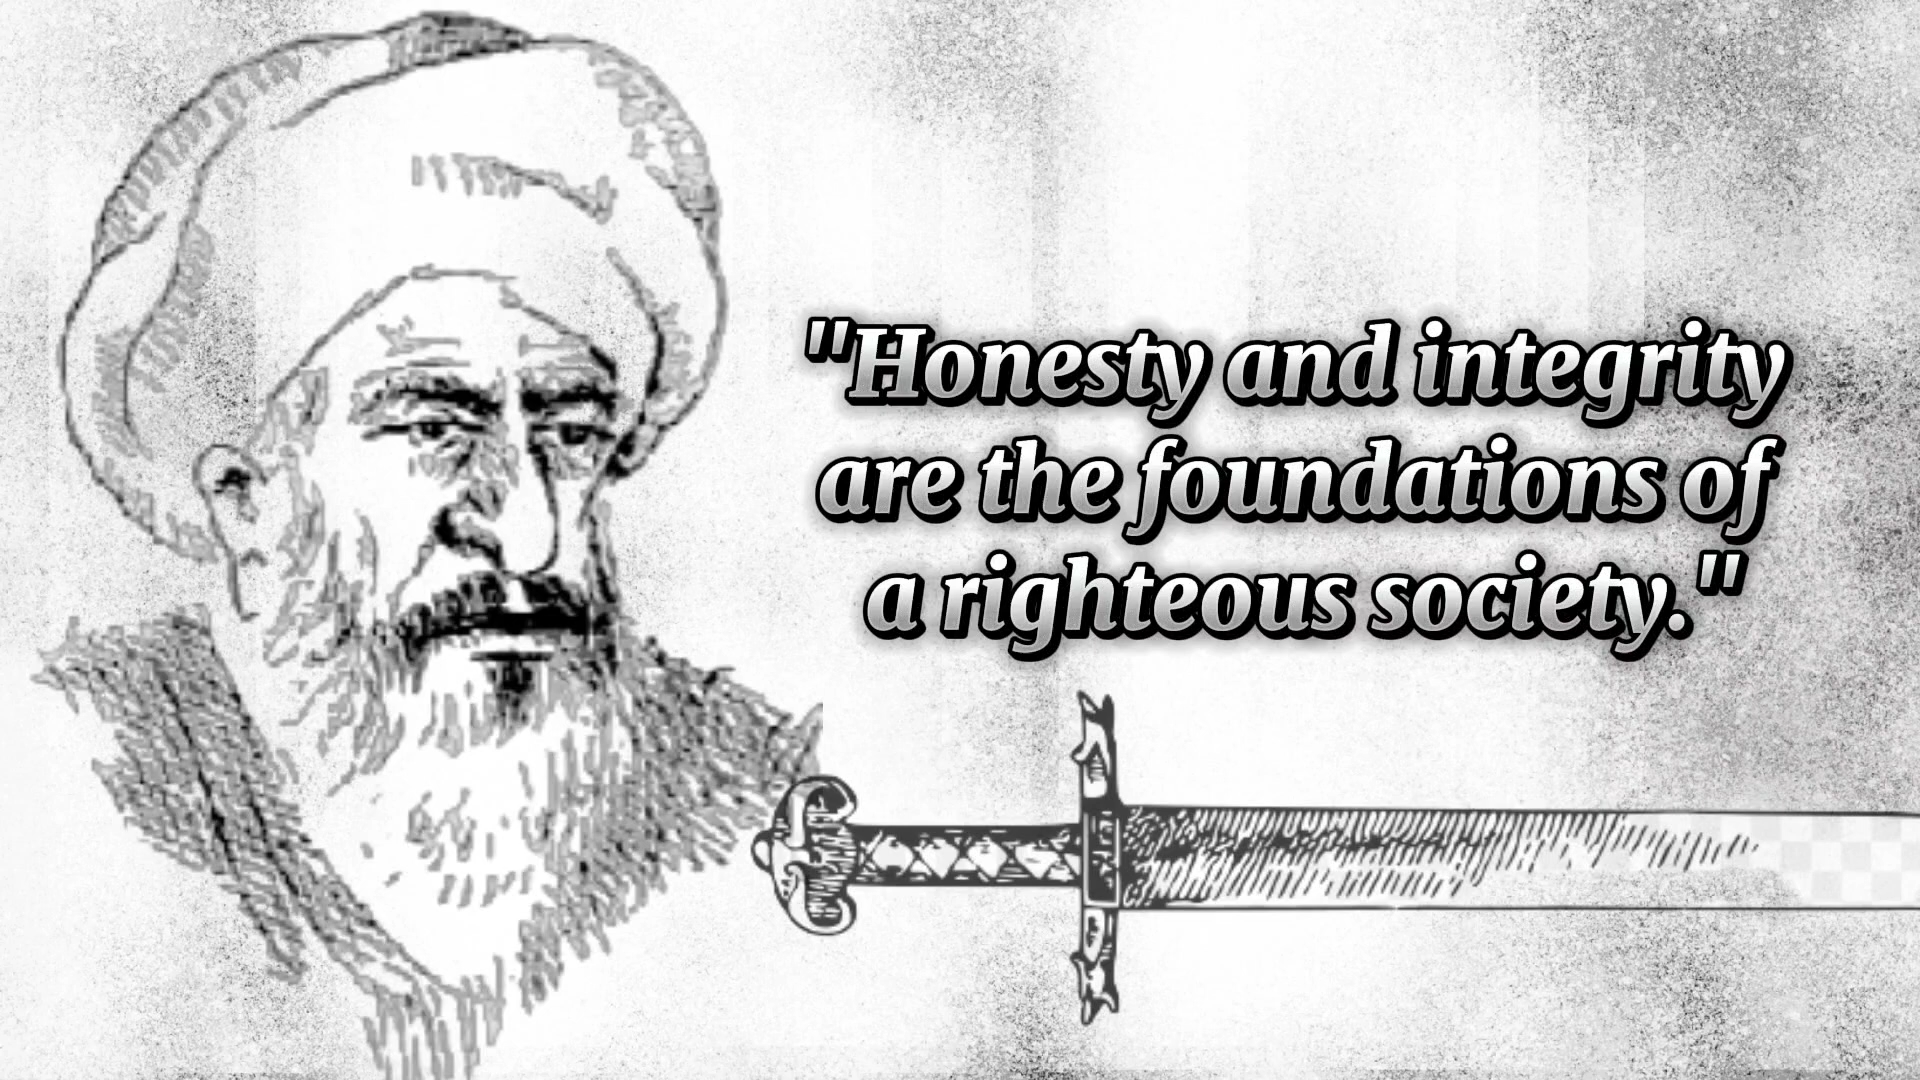 "Honesty and integrity
are the foundations of
a righteous society."